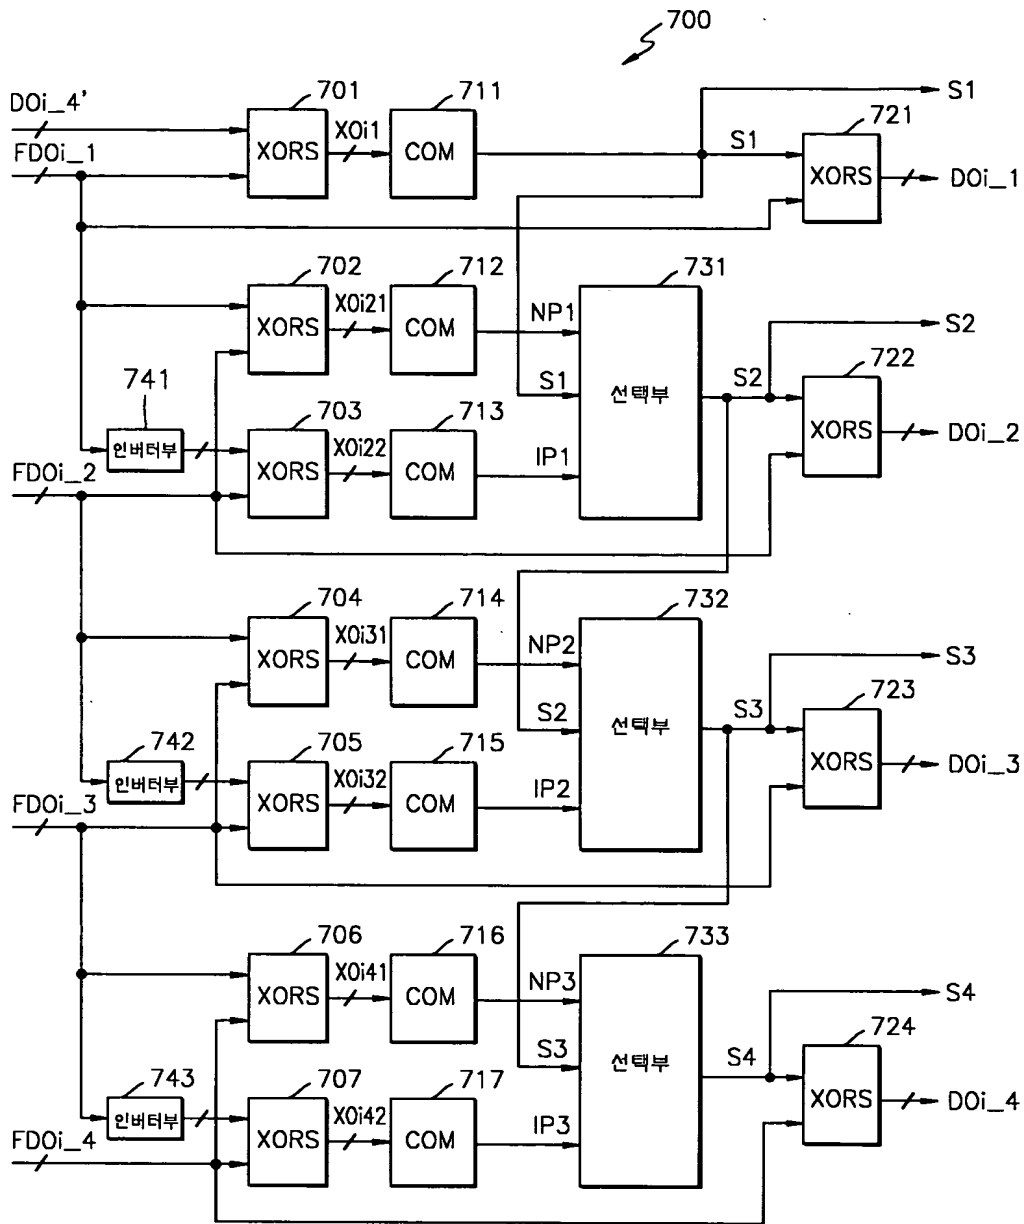 700
DOi_4'
701
711
S1
XOi1
S1
721
FDOi_1
XORS
COM
XORS
DOi_1
702
712
731
XOi21
NP1
S2
XORS
COM
741
S1
선택부
S2
722
703
713
XORS
인버터부
XOi22
IP1
DOi_2
FDOi_2
XORS
COM
704
714
732
XOi31
NP2
S3
XORS
COM
742
S2
선택부
S3
723
705
715
XORS
인버터부
XOi32
IP2
DOi_3
FDOi_3
XORS
COM
706
716
733
XOi41
NP3
S4
XORS
COM
743
S3
선택부
S4
724
707
717
XORS
인버터부
XOi42
IP3
DOi_4
FDOi_4
XORS
COM